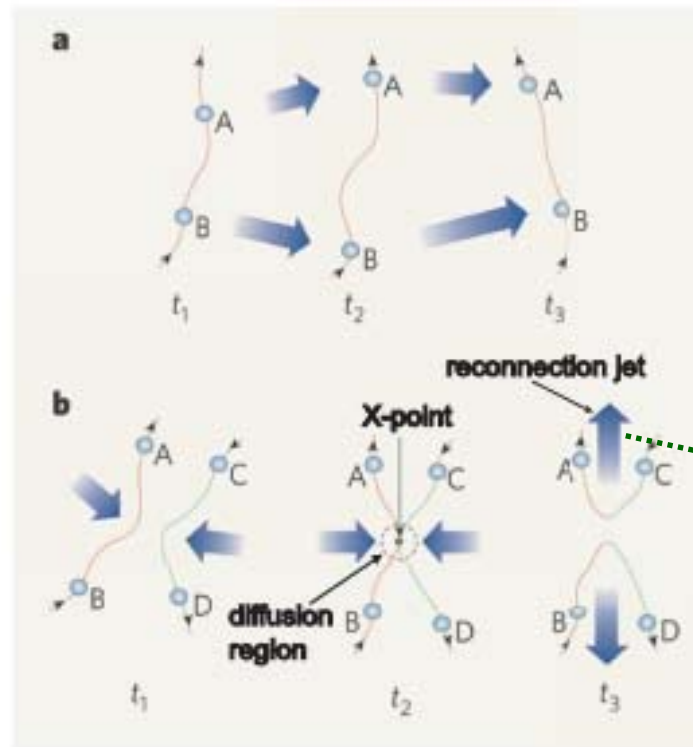 a
A
A
A
B
B
B
t1
t2
t3
reconnection jet
b
X-point
A
C
A
C
A
C
B
D
B
D
B
D
diffusion
region
t1
t2
t3